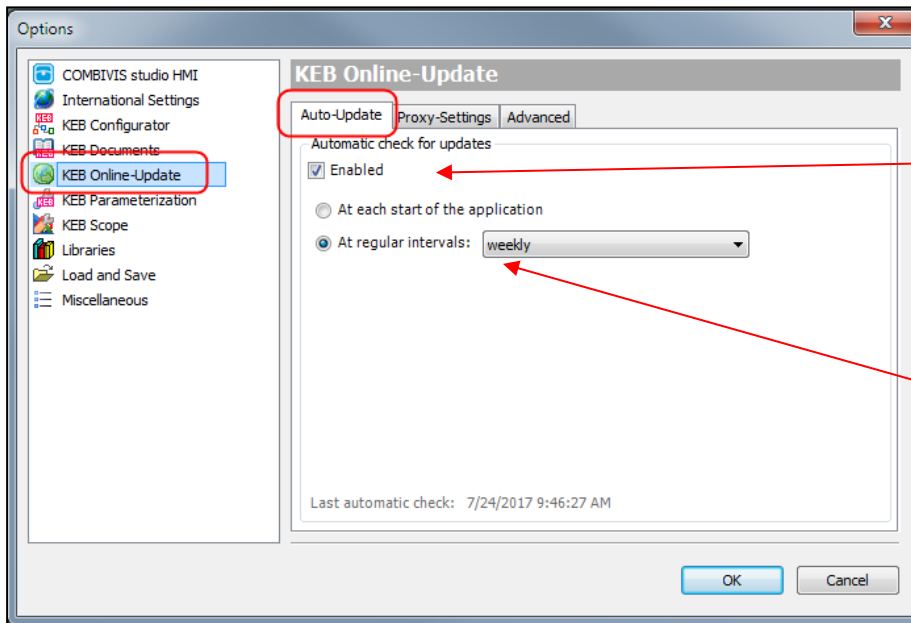 Options
COMBIVIS studio HMI
International Settings
KEB Configurator
KEB Documents
KEB Online-Update
KEB Parameterization
KEB Scope
Libraries
Load and Save
Miscellaneous
KEB Online-Update
Auto-Update Proxy-Settings Advanced
Automatic check for updates
Enabled
At each start of the application
At regular intervals: weekly
Last automatic check: 7/24/2017 9:46:27 AM
OK Cancel